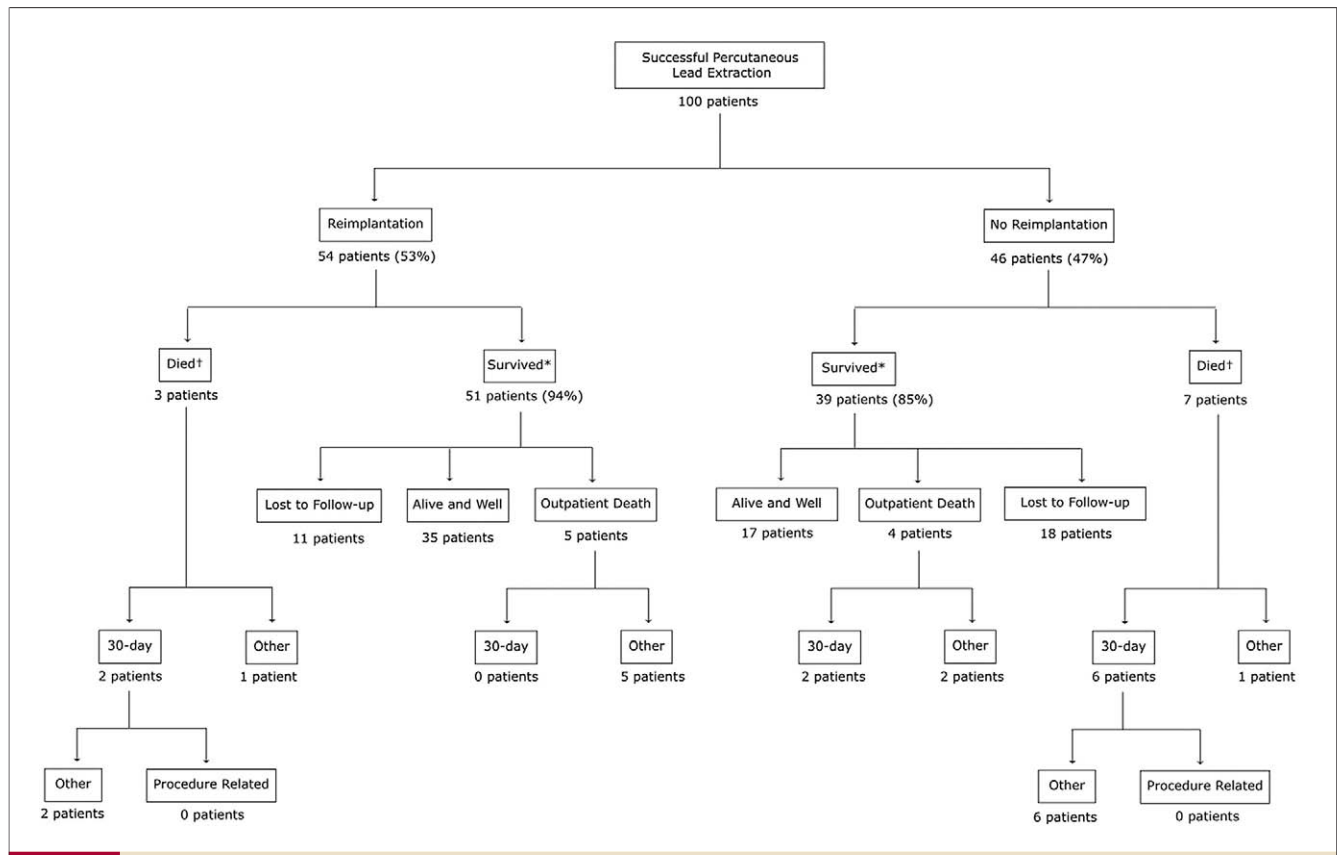 Successful Percutaneous
Lead Extraction
100 patients
Reimplantation
54 patients (53%)
No Reimplantation
46 patients (47%)
Died†
3 patients
Survived*
51 patients (94%)
Survived*
39 patients (85%)
Died†
7 patients
Lost to Follow-up
11 patients
Alive and Well
35 patients
Outpatient Death
5 patients
Alive and Well
17 patients
Outpatient Death
4 patients
Lost to Follow-up
18 patients
30-day
2 patients
Other
1 patient
30-day
0 patients
Other
5 patients
30-day
2 patients
Other
2 patients
30-day
6 patients
Other
1 patient
Other
2 patients
Procedure Related
0 patients
Other
6 patients
Procedure Related
0 patients